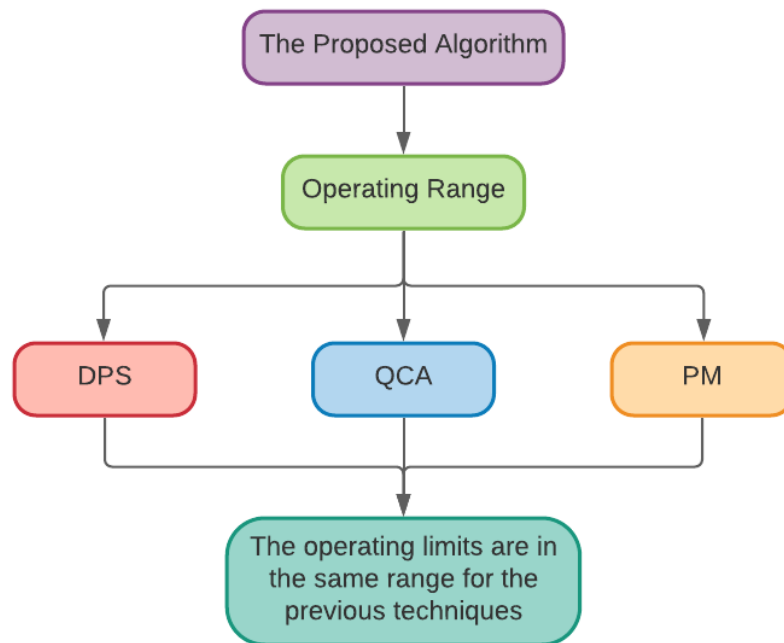 The Proposed Algorithm
Operating Range
DPS
QCA
PM
The operating limits are in
the same range for the
previous techniques